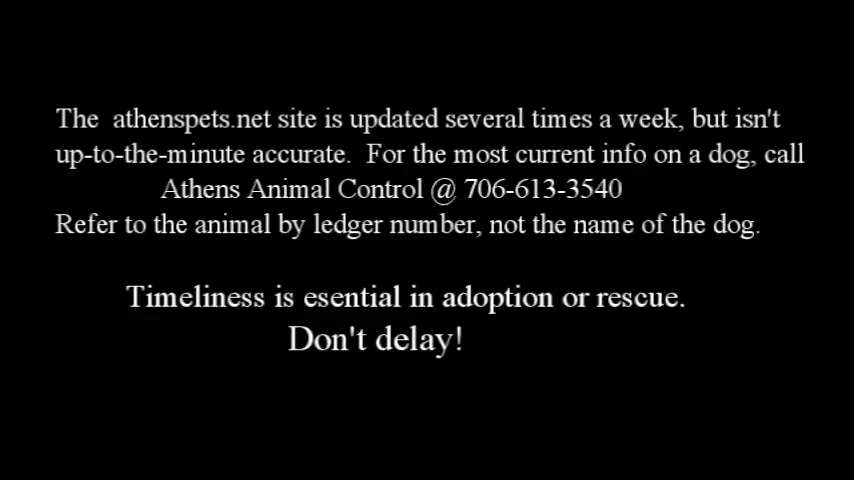 The  athenspets.net site is updated several times a week, but isn't
up-to-the-minute accurate.  For the most current info on a dog, call
Athens Animal Control @ 706-613-3540
Refer to the animal by ledger number, not the name of the dog.
Timeliness is esential in adoption or rescue.
Don't delay!